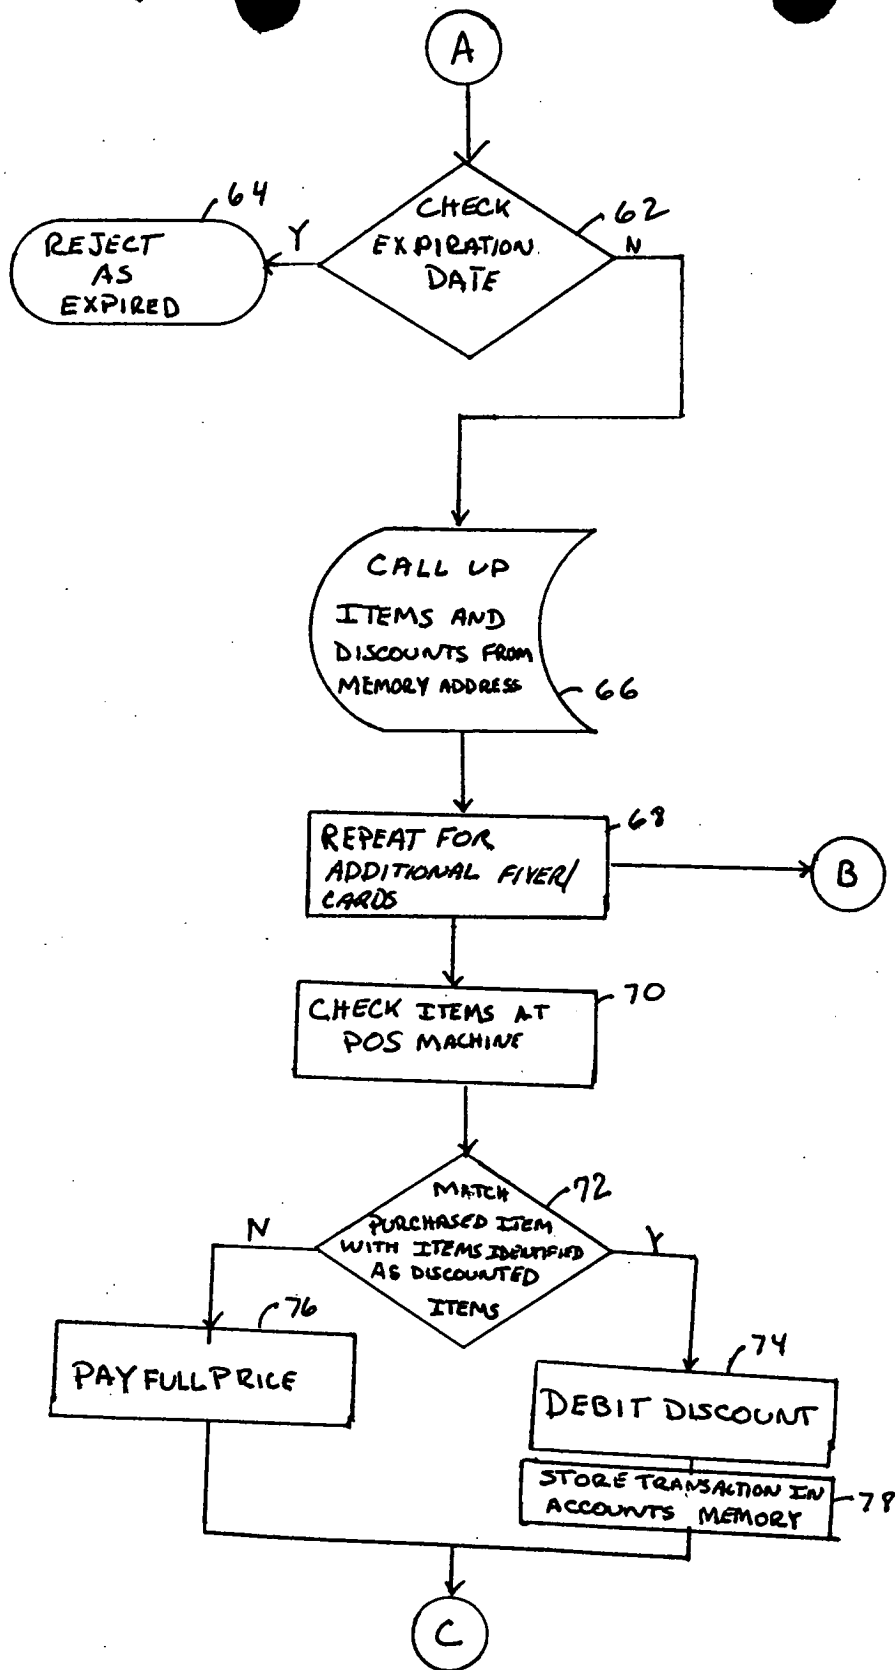 A
64
REJECT
AS
EXPIRED
Y
CHECK
EXPIRATION
DATE
62
N
CALL UP
ITEMS AND
DISCOUNTS FROM
MEMORY ADDRESS
66
REPEAT FOR
ADDITIONAL FIYER/
CARDS
68
B
CHECK ITEMS AT
POS MACHINE
70
MATCH
PURCHASED ITEM
WITH ITEMS IDENTIFIED
AS DISCOUNTED
ITEMS
72
N
Y
76
PAY FULL PRICE
74
DEBIT DISCOUNT
STORE TRANSACTION IN
ACCOUNTS MEMORY
78
C